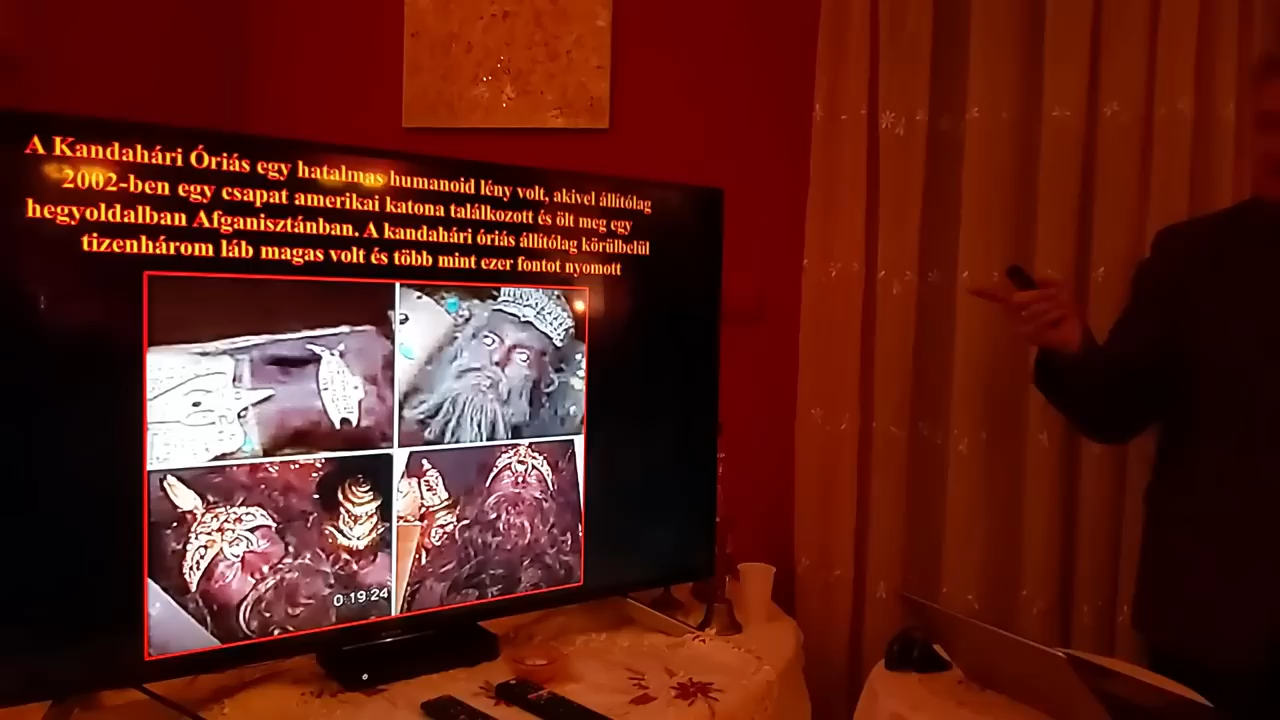 A Kandahári Óriás egy hatalmas humanoid lény volt, akivel állítólag
2002-ben egy csapat amerikai katona találkozott és ölt meg egy
hegyoldalban Afganisztánban. A kandahári óriás állítólag körülbelül
tizenhárom láb magas volt és több mint ezer fontot nyomott
0:19:24